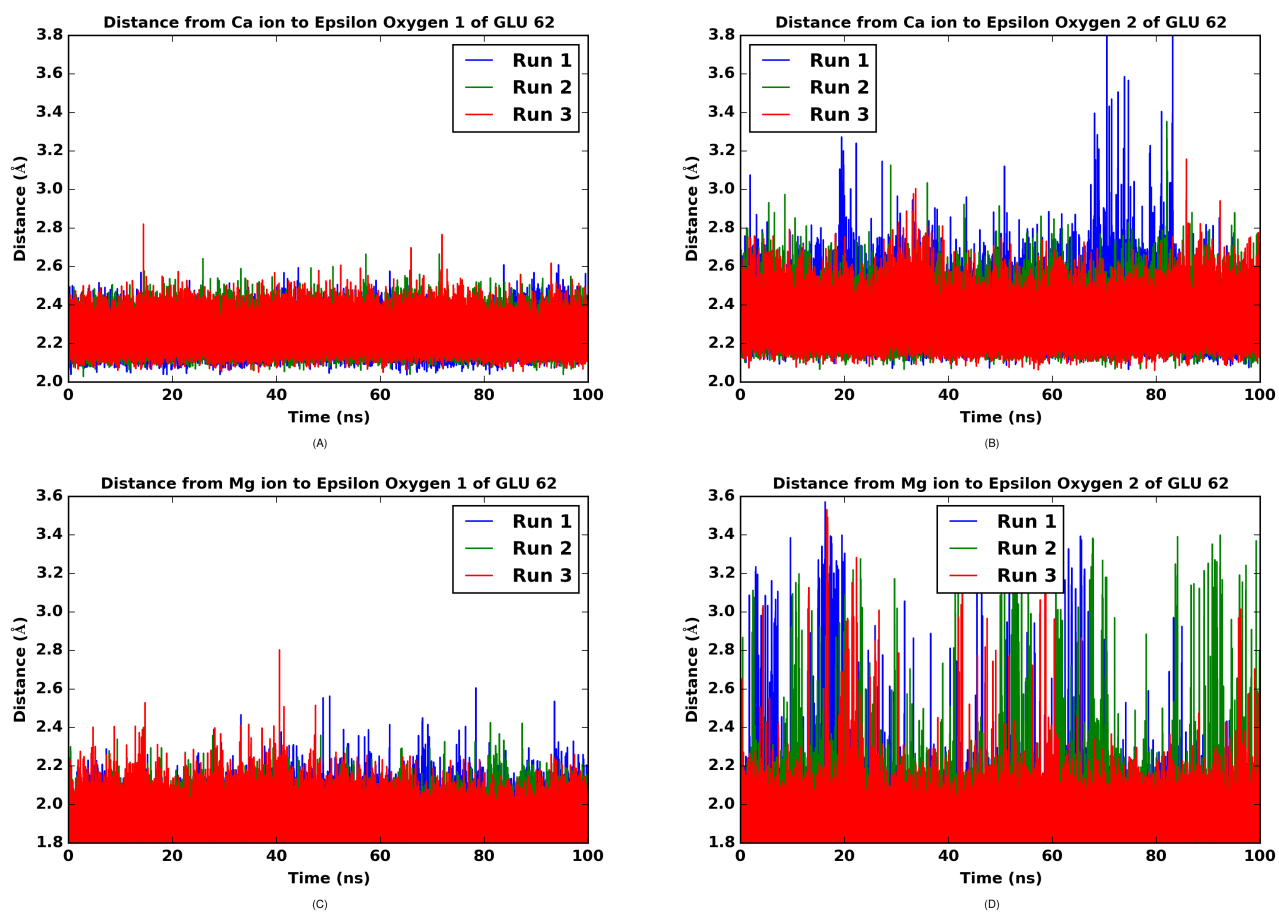 Distance from Ca ion to Epsilon Oxygen 1 of GLU 62
3.8
3.6
3.4
3.2
3.0
2.8
2.6
2.4
2.2
2.0
Distance (Å)
Run 1
Run 2
Run 3
0 20 40 60 80 100
Time (ns)
(A)
Distance from Ca ion to Epsilon Oxygen 2 of GLU 62
3.8
3.6
3.4
3.2
3.0
2.8
2.6
2.4
2.2
2.0
Distance (Å)
Run 1
Run 2
Run 3
0 20 40 60 80 100
Time (ns)
(B)
Distance from Mg ion to Epsilon Oxygen 1 of GLU 62
3.6
3.4
3.2
3.0
2.8
2.6
2.4
2.2
2.0
1.8
Distance (Å)
Run 1
Run 2
Run 3
0 20 40 60 80 100
Time (ns)
(C)
Distance from Mg ion to Epsilon Oxygen 2 of GLU 62
3.6
3.4
3.2
3.0
2.8
2.6
2.4
2.2
2.0
1.8
Distance (Å)
Run 1
Run 2
Run 3
0 20 40 60 80 100
Time (ns)
(D)